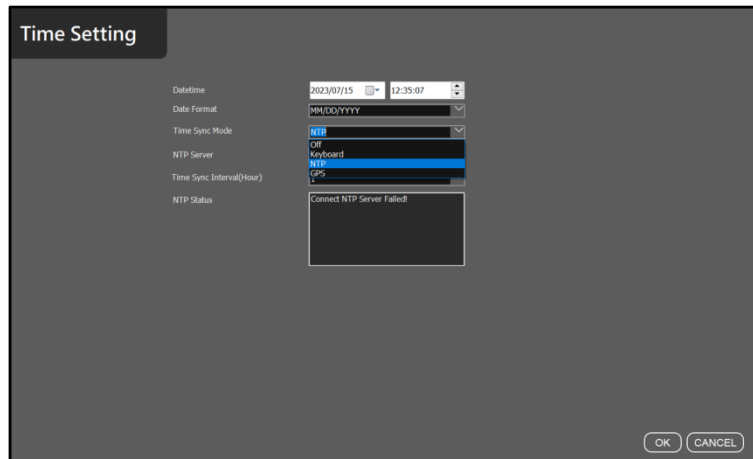 Time Setting
Datetime 2023/07/15 12:35:07
Date Format MM/DD/YYYY
Time Sync Mode NTP
Off
NTP Server Keyboard
NTP
Time Sync Interval(Hour) GPS
NTP Status Connect NTP Server Failed!
OK CANCEL